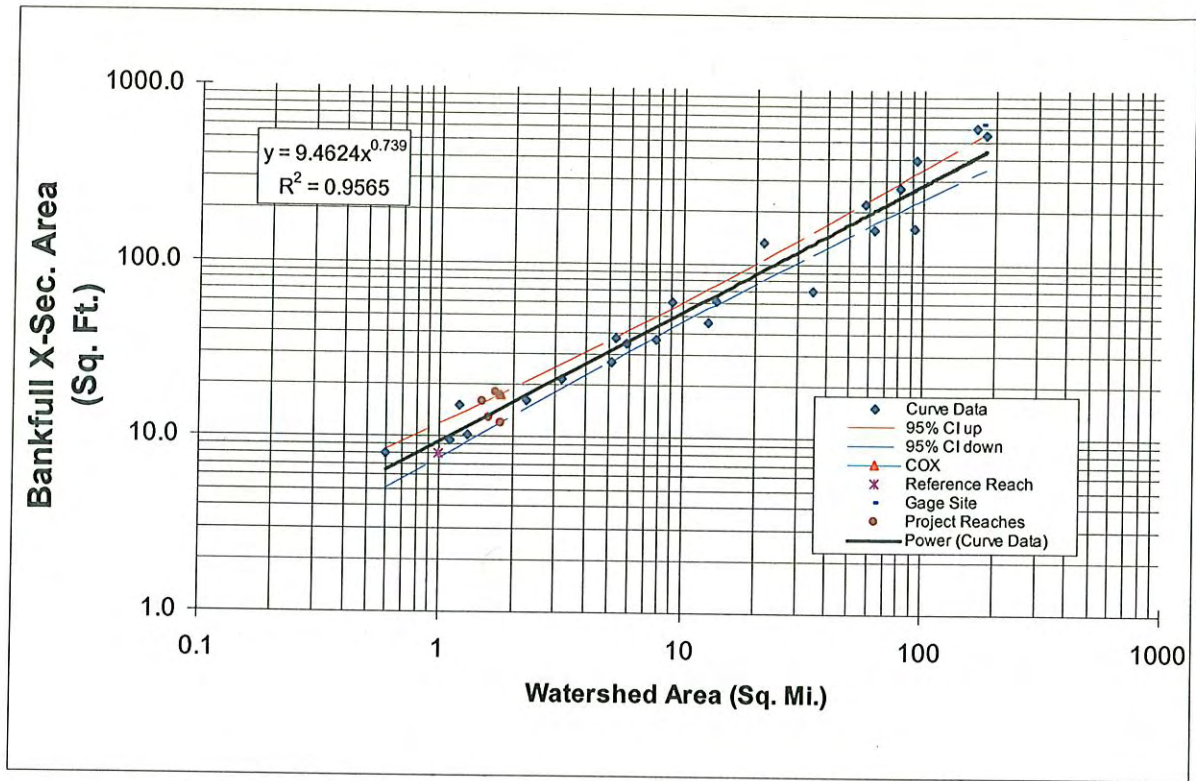 1000.0
100.0
10.0
1.0
Bankfull X-Sec. Area
(Sq. Ft.)
y = 9.4624x^0.739
R² = 0.9565
Curve Data
95% CI up
95% CI down
COX
Reference Reach
Gage Site
Project Reaches
Power (Curve Data)
0.1 1 10 100 1000
Watershed Area (Sq. Mi.)